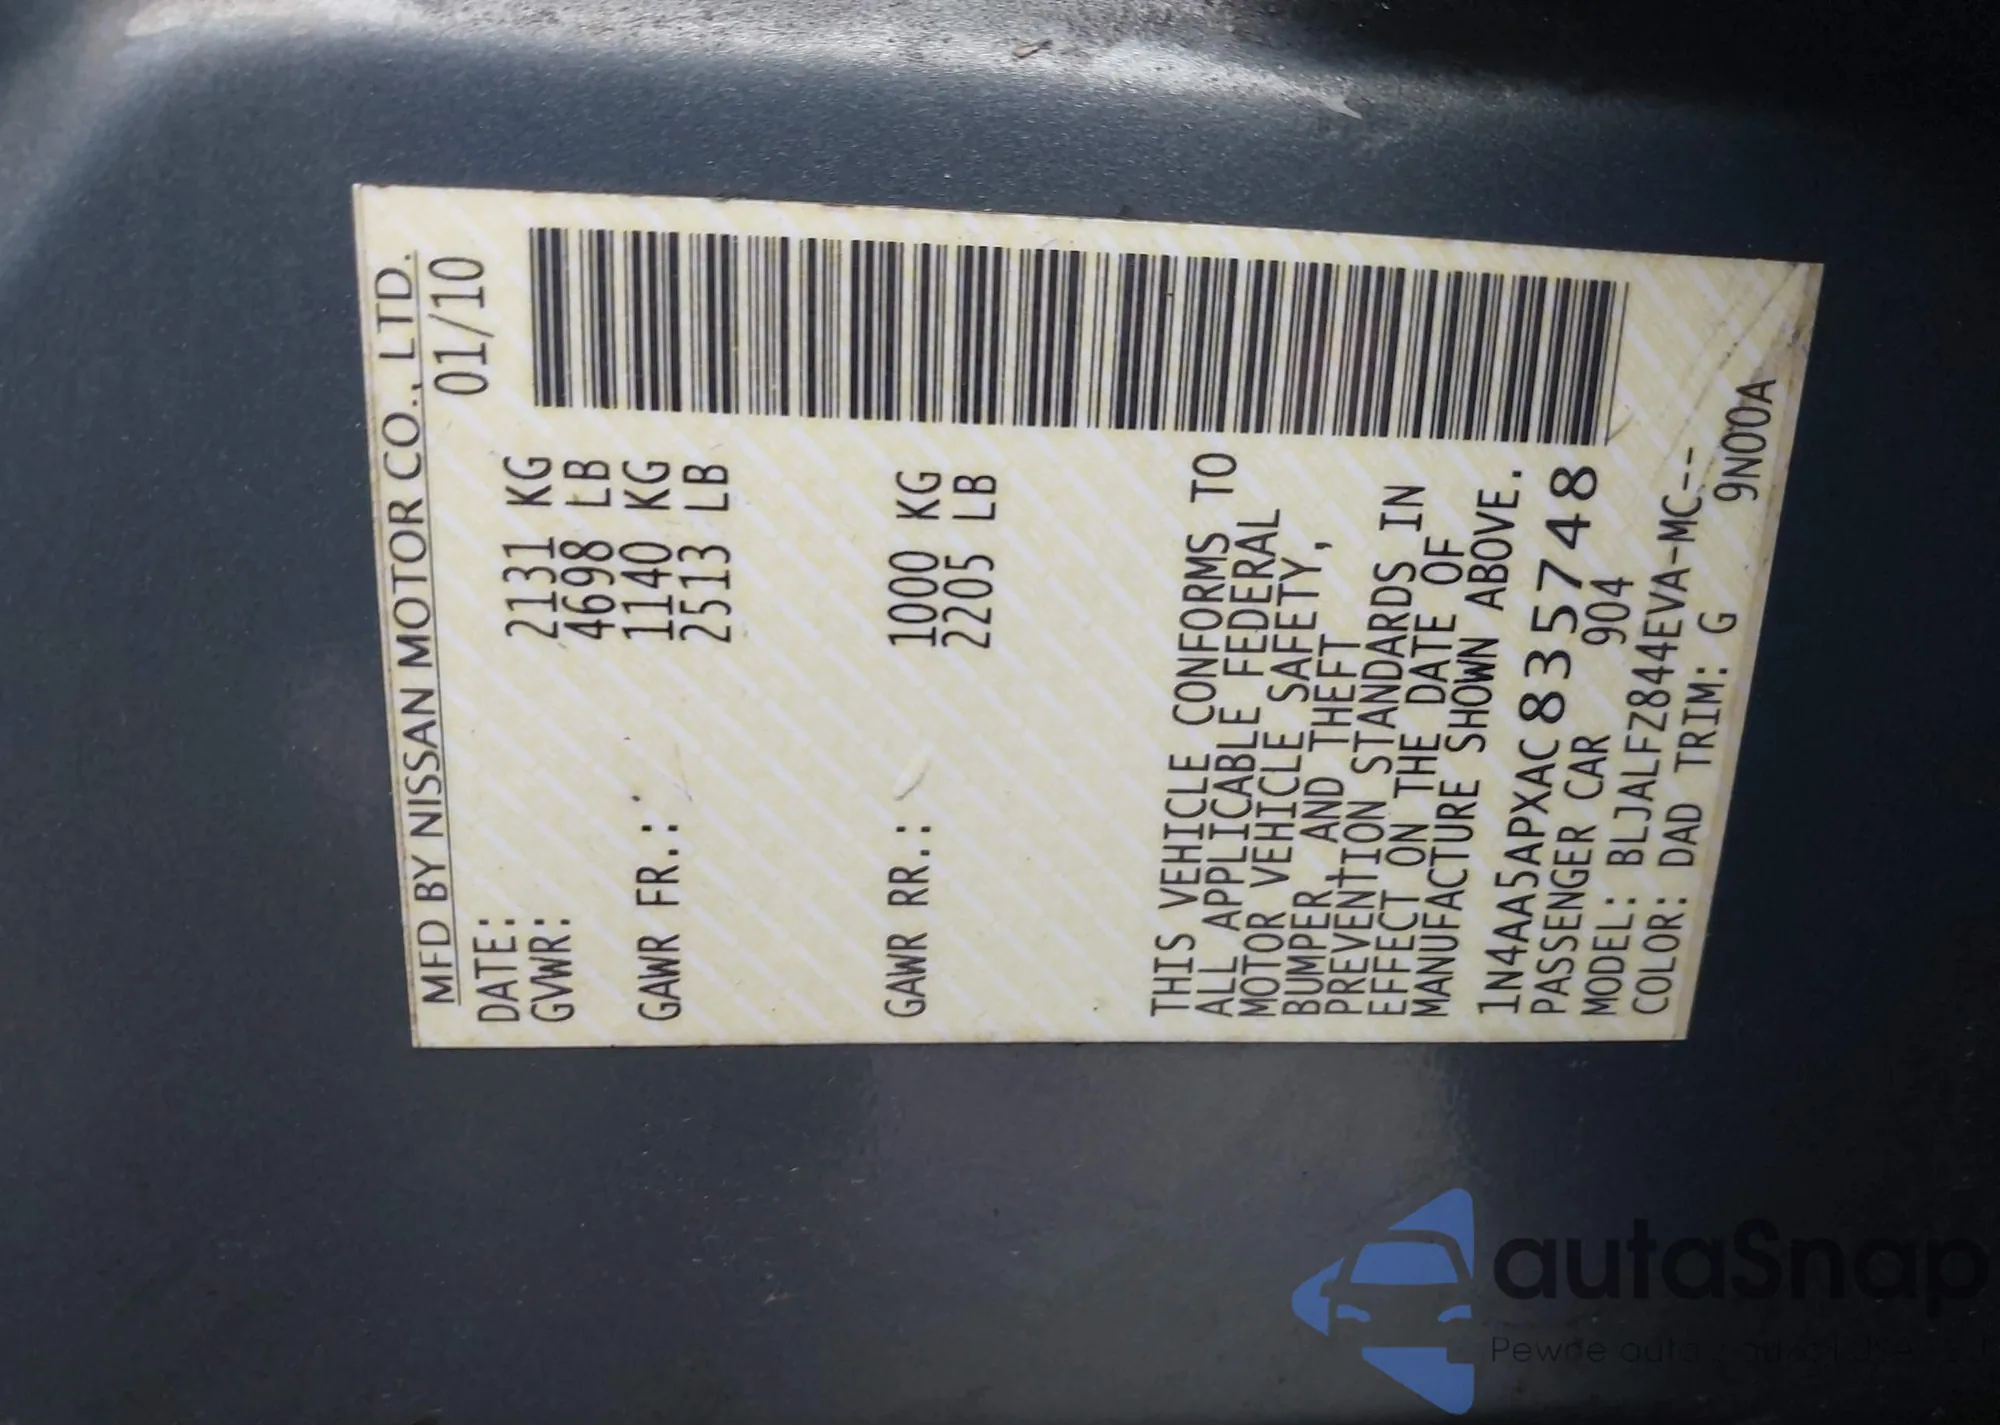 MFD BY NISSAN MOTOR CO., LTD.
DATE: 01/10
GVWR: 2131 KG
4698 LB
GAWR FR.: 1140 KG
2513 LB
GAWR RR.: 1000 KG
2205 LB
THIS VEHICLE CONFORMS TO
ALL APPLICABLE FEDERAL
MOTOR VEHICLE SAFETY,
BUMPER AND THEFT
PREVENTION STANDARDS IN
EFFECT ON THE DATE OF
MANUFACTURE SHOWN ABOVE.
1N4AA5APXAC835748
PASSENGER CAR 904
MODEL: BLJALFZ844EVA-MC--
COLOR: DAD TRIM: G
9N00A
autaSnap
Pewne auta